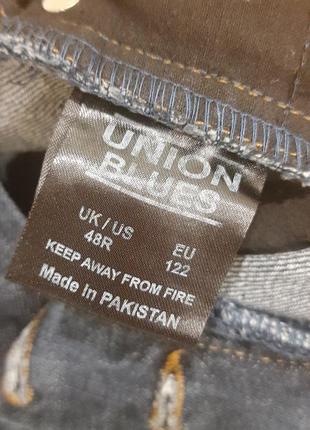 UNION
BLUES
UK / US EU
48R 122
KEEP AWAY FROM FIRE
Made in PAKISTAN